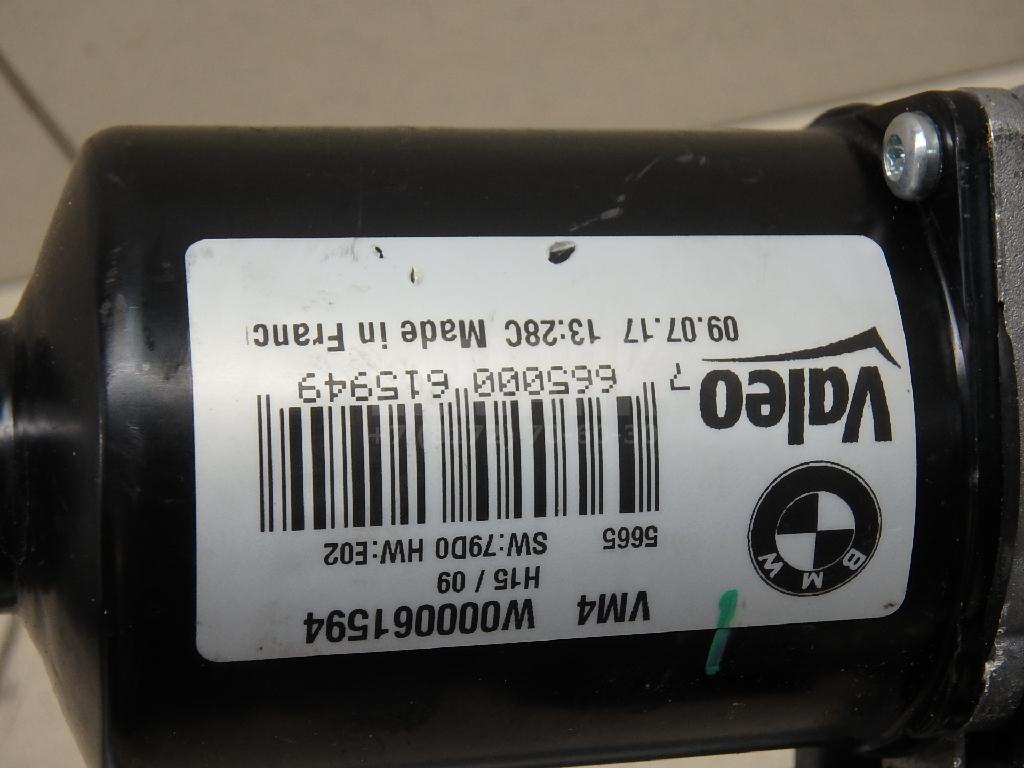 VM4 W000061594
H15 / 09
5665 SW:79D0 HW:E02
BMW
Valeo
7 665000 615949
09.07.17 13:28C Made in Franc